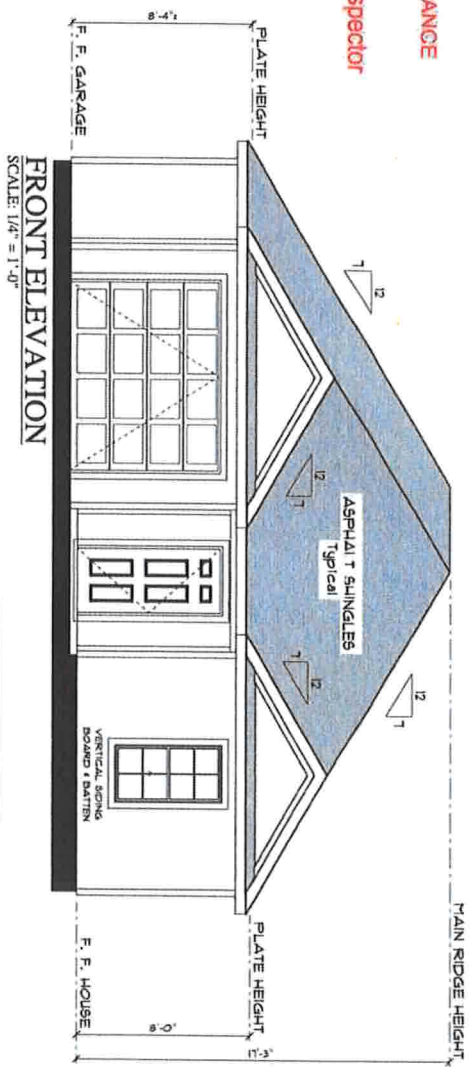 ANCE
spector
8'-4"±
PLATE HEIGHT
F. F. GARAGE
12
7
12
7
ASPHALT SHINGLES
Typical
12
7
12
7
MAIN RIDGE HEIGHT
PLATE HEIGHT
F. F. HOUSE
8'-0"
17'-3"
VERTICAL SIDING
BOARD & BATTEN
FRONT ELEVATION
SCALE: 1/4" = 1'-0"